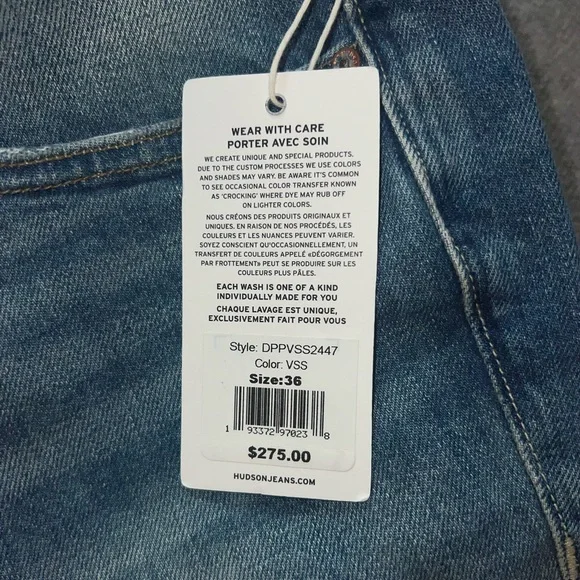 WEAR WITH CARE
PORTER AVEC SOIN
WE CREATE UNIQUE AND SPECIAL PRODUCTS.
DUE TO THE CUSTOM PROCESSES WE USE COLORS
AND SHADES MAY VARY. BE AWARE IT'S COMMON
TO SEE OCCASIONAL COLOR TRANSFER KNOWN
AS 'CROCKING' WHERE DYE MAY RUB OFF
ON LIGHTER COLORS.
NOUS CRÉONS DES PRODUITS ORIGINAUX ET
UNIQUES. EN RAISON DE NOS PROCÉDÉS, LES
COULEURS ET LES NUANCES PEUVENT VARIER.
SOYEZ CONSCIENT QU'OCCASIONNELLEMENT, UN
TRANSFERT DE COULEURS APPELÉ «DÉGORGEMENT
PAR FROTTEMENT» PEUT SE PRODUIRE SUR LES
COULEURS PLUS PÂLES.
EACH WASH IS ONE OF A KIND
INDIVIDUALLY MADE FOR YOU
CHAQUE LAVAGE EST UNIQUE,
EXCLUSIVEMENT FAIT POUR VOUS
Style: DPPVSS2447
Color: VSS
Size:36
1 93372 97023 8
$275.00
HUDSONJEANS.COM